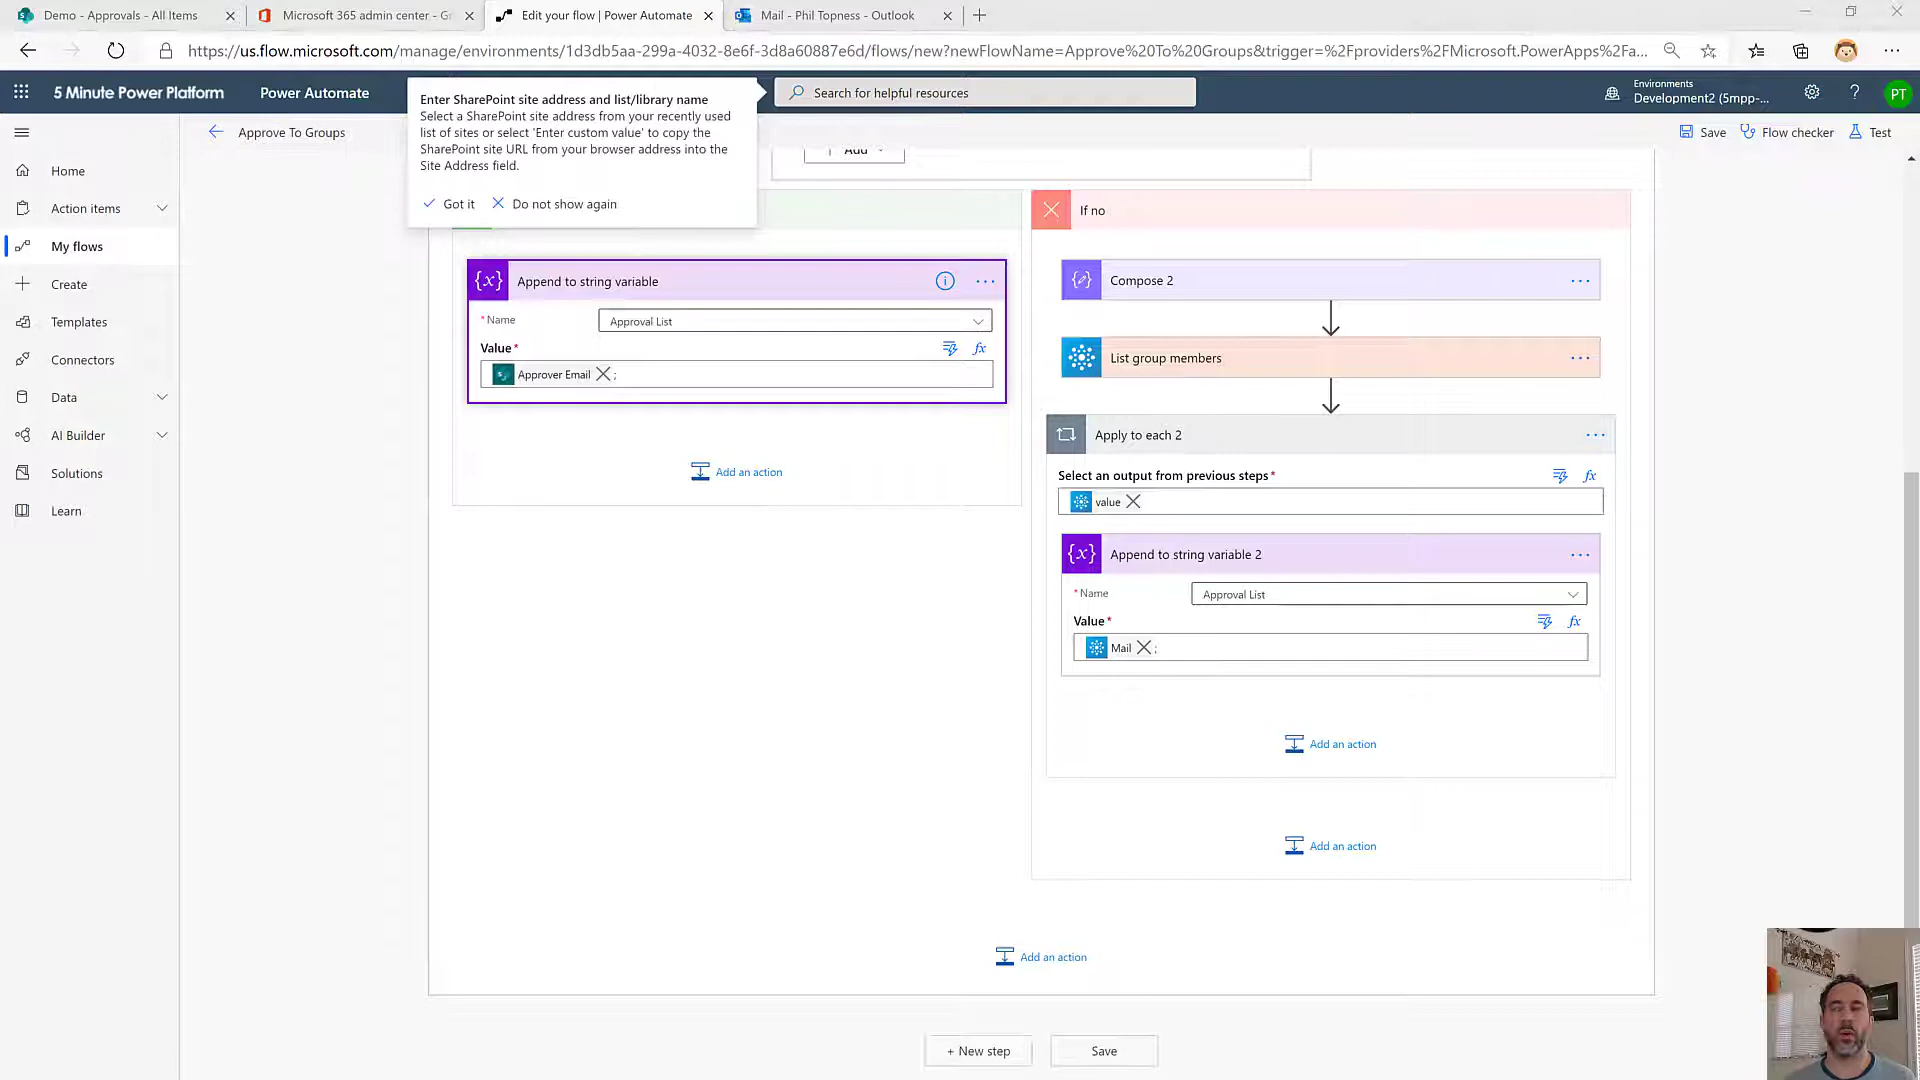 Demo - Approvals - All Items
Microsoft 365 admin center - Gr
Edit your flow | Power Automate
Mail - Phil Topness - Outlook
https://us.flow.microsoft.com/manage/environments/1d3db5aa-299a-4032-8e6f-3d8a60887e6d/flows/new?newFlowName=Approve%20To%20Groups&trigger=%2Fproviders%2FMicrosoft.PowerApps%2Fa...
5 Minute Power Platform
Power Automate
Search for helpful resources
Environments
Development2 (5mpp-...
?
PT
Enter SharePoint site address and list/library name
Select a SharePoint site address from your recently used
list of sites or select 'Enter custom value' to copy the
SharePoint site URL from your browser address into the
Site Address field.
Got it
Do not show again
Approve To Groups
Save
Flow checker
Test
Home
Action items
My flows
Create
Templates
Connectors
Data
AI Builder
Solutions
Learn
Add
If no
{x} Append to string variable
* Name
Approval List
Value *
fx
Approver Email ;
Add an action
Compose 2
List group members
Apply to each 2
Select an output from previous steps *
fx
value
{x} Append to string variable 2
* Name
Approval List
Value *
fx
Mail ;
Add an action
Add an action
Add an action
+ New step
Save